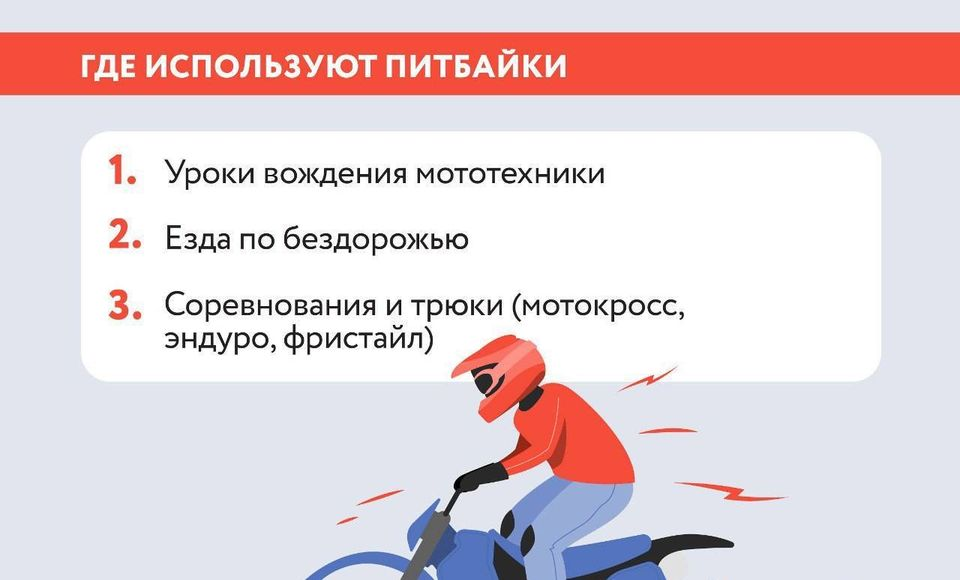 ГДЕ ИСПОЛЬЗУЮТ ПИТБАЙКИ
1. Уроки вождения мототехники
2. Езда по бездорожью
3. Соревнования и трюки (мотокросс,
эндуро, фристайл)